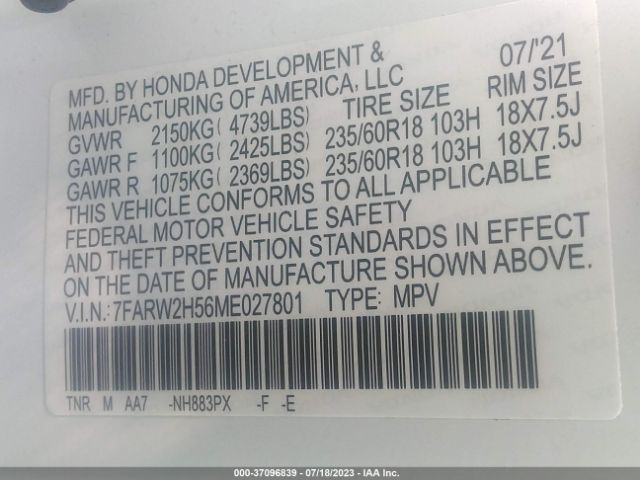 MFD. BY HONDA DEVELOPMENT & 07/'21
MANUFACTURING OF AMERICA, LLC
TIRE SIZE RIM SIZE
GVWR 2150KG( 4739LBS)
GAWR F 1100KG( 2425LBS) 235/60R18 103H 18X7.5J
GAWR R 1075KG( 2369LBS) 235/60R18 103H 18X7.5J
THIS VEHICLE CONFORMS TO ALL APPLICABLE
FEDERAL MOTOR VEHICLE SAFETY
AND THEFT PREVENTION STANDARDS IN EFFECT
ON THE DATE OF MANUFACTURE SHOWN ABOVE.
V.I.N.:7FARW2H56ME027801 TYPE: MPV
TNR M AA7 -NH883PX -F -E
000-37096839 - 07/18/2023 - IAA Inc.